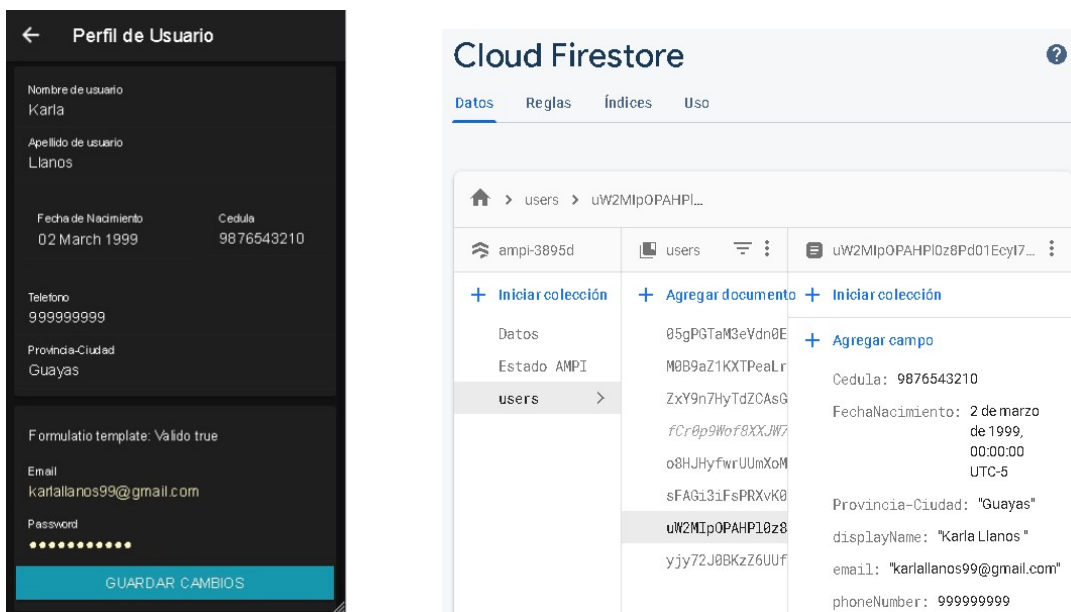 Perfil de Usuario
Nombre de usuario
Karla
Apellido de usuario
Llanos
Fecha de Nacimiento
Cedula
02 March 1999
9876543210
Telefono
999999999
Provincia-Ciudad
Guayas
Formulatio template: Valido true
Email
karlallanos99@gmail.com
Password
GUARDAR CAMBIOS
Cloud Firestore
Datos
Reglas
Índices
Uso
users
uW2MIpOPAHPl...
ampi-3895d
Iniciar colección
Datos
Estado AMPI
users
users
Agregar documento
05gPGTaM3eVdn0E
M0B9aZ1KXTPeaLr
ZxY9n7HyTdZCAsG
fCr0p9Wof8XXJW7
o8HJHyfwrUUmXoM
sFAGi3iFsPRXvK0
uW2MIpOPAHPl0z8
yjy72J0BKzZ6UUf
uW2MIpOPAHPl0z8Pd01EcyI7...
Iniciar colección
Agregar campo
Cedula: 9876543210
FechaNacimiento: 2 de marzo
de 1999,
00:00:00
UTC-5
Provincia-Ciudad: "Guayas"
displayName: "Karla Llanos "
email: "karlallanos99@gmail.com"
phoneNumber: 999999999